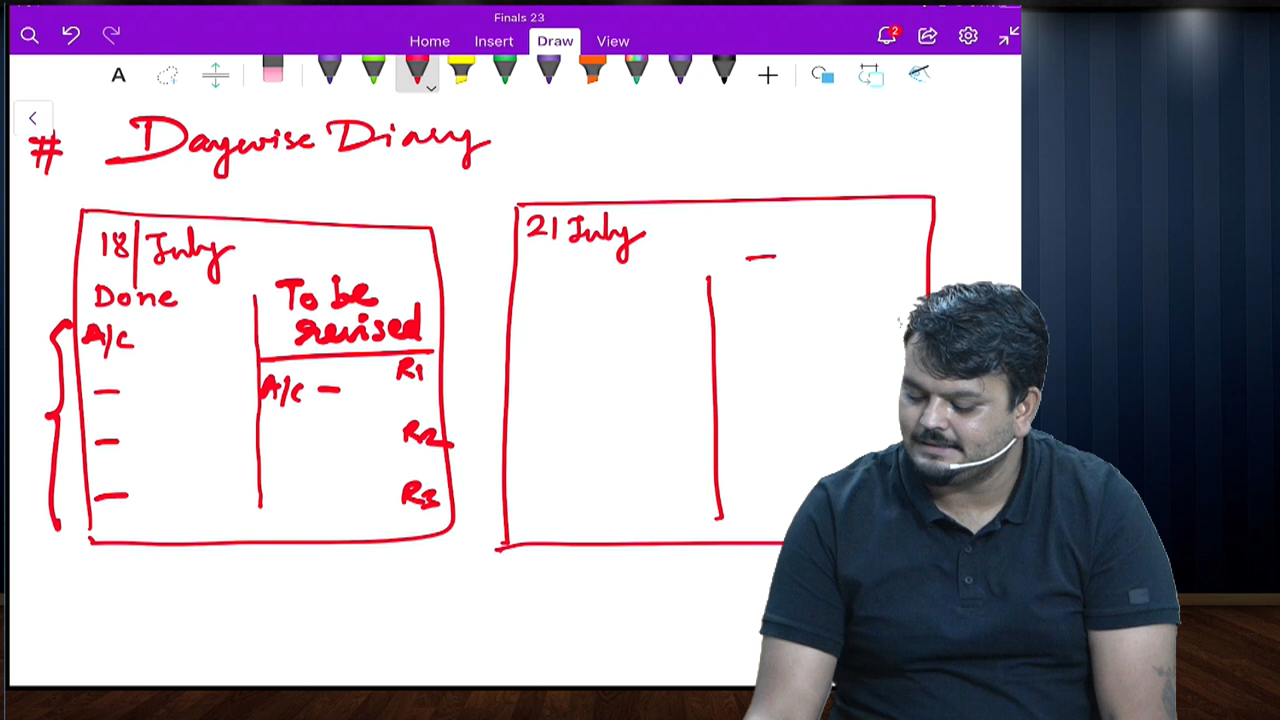 Finals 23
Home Insert Draw View
2
A
# Daywise Diary
18 July
Done
A/c
To be
revised
A/c - R1
R2
R3
21 July